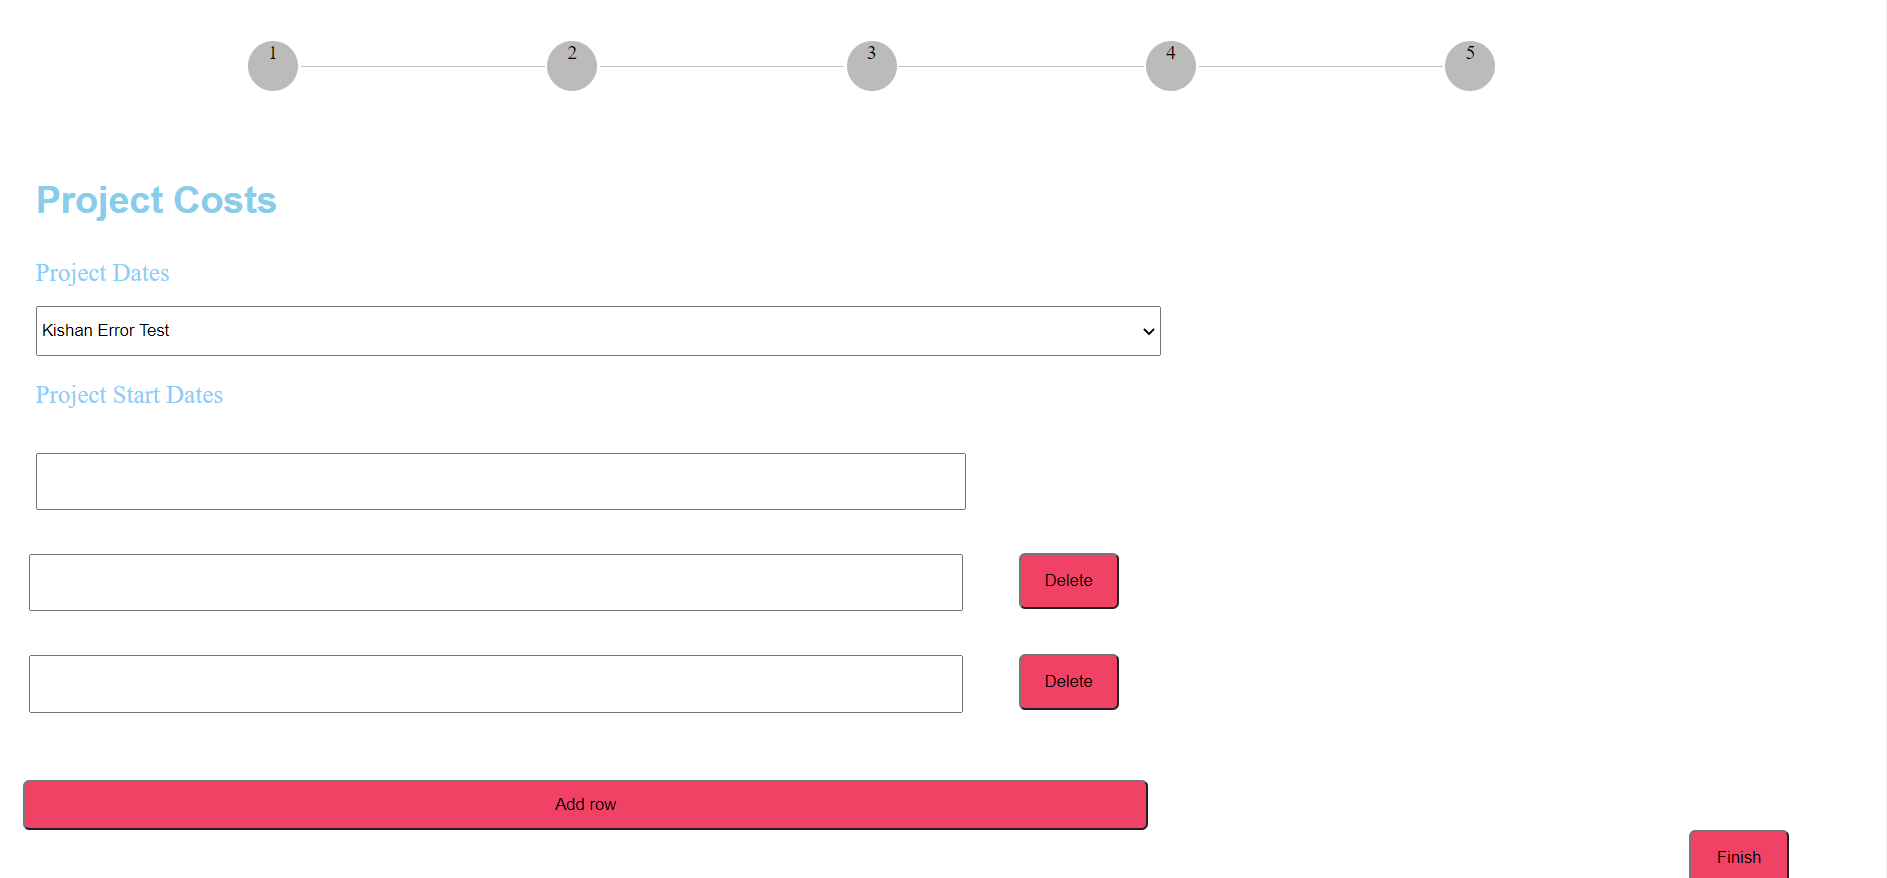 1 2 3 4 5
Project Costs
Project Dates
Kishan Error Test
Project Start Dates
Delete
Delete
Add row
Finish